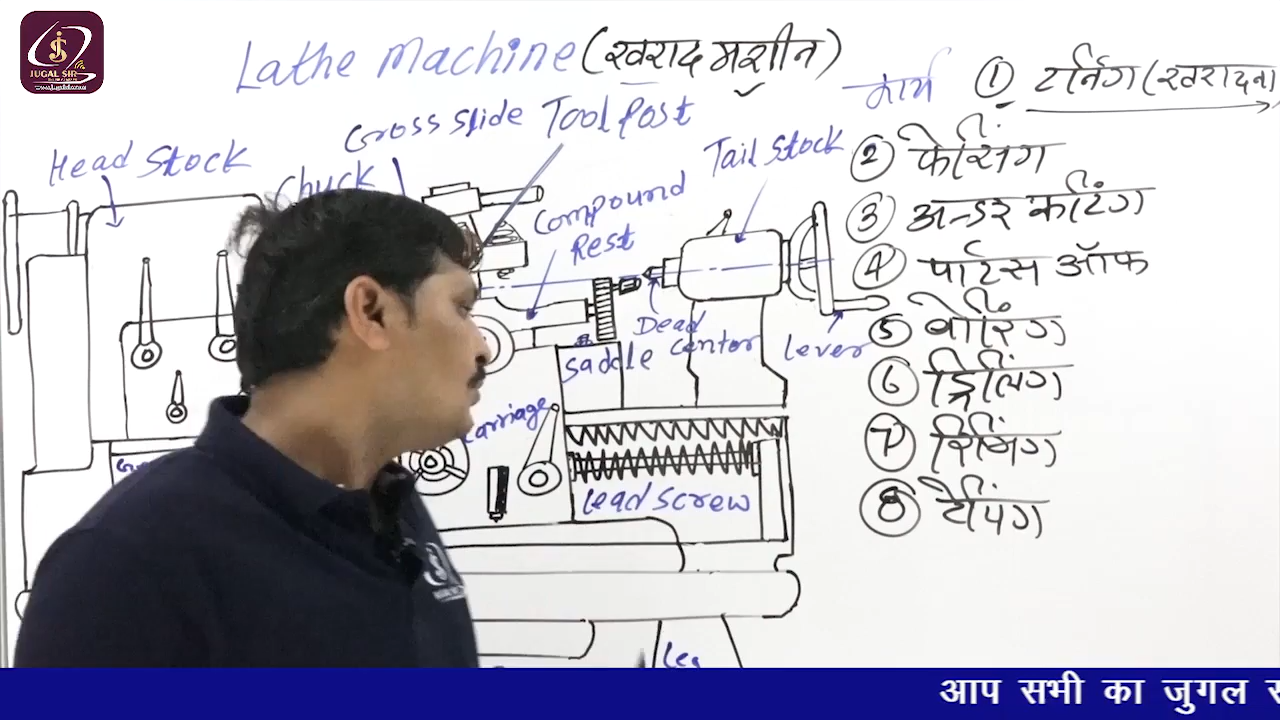 JUGAL SIR
Lathe Machine (खराद मशीन)
कार्य ① टर्निंग (खरादना)
② फेसिंग
③ अन्डर कटिंग
④ पार्टस ऑफ
⑤ बोरिंग
⑥ ड्रिलिंग
⑦ रिमिंग
⑧ टेपिंग
Head Stock
Chuck
Cross Slide
Tool Post
Compound
Rest
Tail Stock
Dead
center
Lever
Saddle
Carriage
Lead Screw
Leg
आप सभी का जुगल